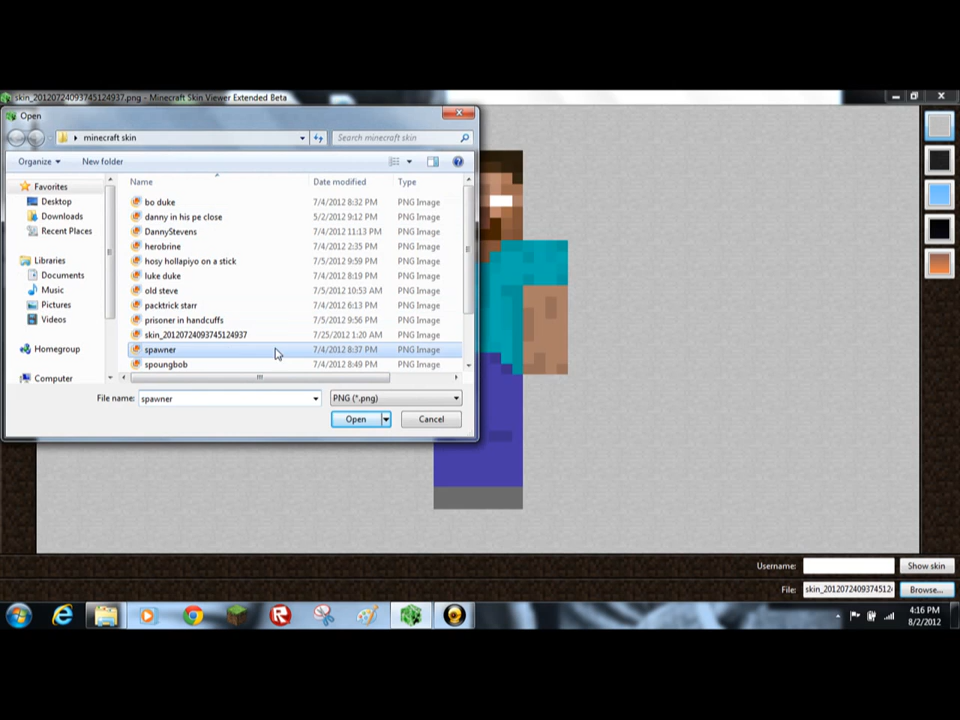 skin_20120724093745124937.png - Minecraft Skin Viewer Extended Beta
Open
minecraft skin
Search minecraft skin
Organize
New folder
Name Date modified Type
Favorites
Desktop
Downloads
Recent Places
Libraries
Documents
Music
Pictures
Videos
Homegroup
Computer
bo duke 7/4/2012 8:32 PM PNG Image
danny in his pe close 5/2/2012 9:12 PM PNG Image
DannyStevens 7/4/2012 11:13 PM PNG Image
herobrine 7/4/2012 2:35 PM PNG Image
hosy hollapiyo on a stick 7/5/2012 9:59 PM PNG Image
luke duke 7/4/2012 8:19 PM PNG Image
old steve 7/5/2012 10:53 AM PNG Image
packtrick starr 7/4/2012 6:13 PM PNG Image
prisoner in handcuffs 7/5/2012 9:56 PM PNG Image
skin_20120724093745124937 7/25/2012 1:20 AM PNG Image
spawner 7/4/2012 8:37 PM PNG Image
spoungbob 7/4/2012 8:49 PM PNG Image
File name: spawner PNG (*.png)
Open Cancel
Username: Show skin
File: skin_2012072409374512 Browse...
4:16 PM
8/2/2012